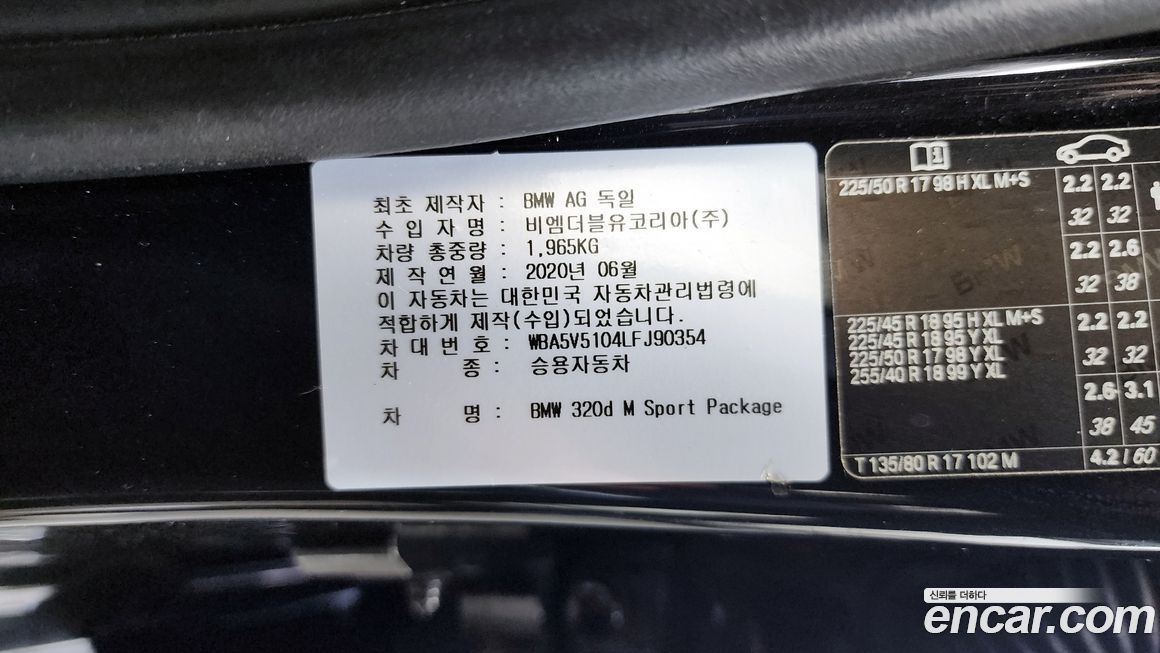 최초 제작자 : BMW AG 독일
수 입 자 명 : 비엠더블유코리아(주)
차량 총중량 : 1,965KG
제 작 연 월 : 2020년 06월
이 자동차는 대한민국 자동차관리법령에
적합하게 제작(수입)되었습니다.
차 대 번 호 : WBA5V5104LFJ90354
차 종 : 승용자동차
차 명 : BMW 320d M Sport Package
225/50 R 17 98 H XL M+S 2.2 2.2
32 32
2.2 2.6
32 38
225/45 R 18 95 H XL M+S 2.2 2.2
225/45 R 18 95 Y XL
225/50 R 17 98 Y XL 32 32
255/40 R 18 99 Y XL
2.6 3.1
38 45
T 135/80 R 17 102 M 4.2 / 60
신뢰를 더하다
encar.com